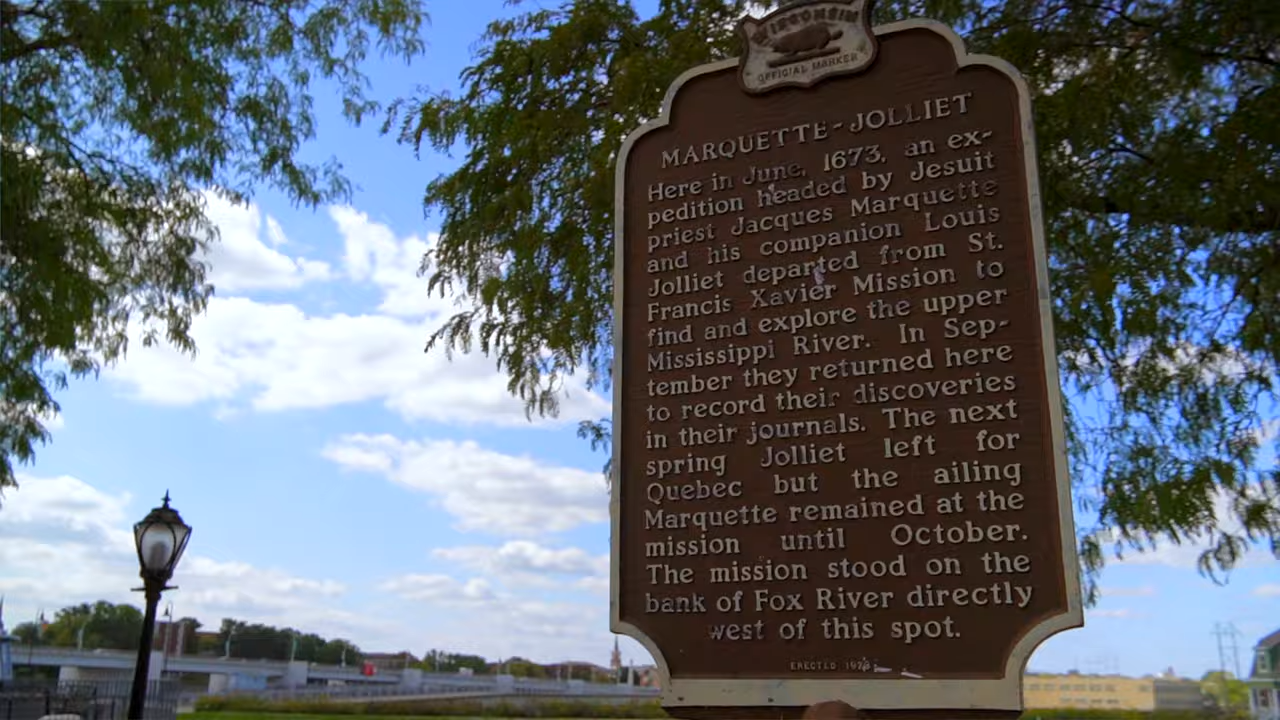 WISCONSIN
OFFICIAL MARKER
MARQUETTE-JOLLIET
Here in June, 1673, an ex-
pedition headed by Jesuit
priest Jacques Marquette
and his companion Louis
Jolliet departed from St.
Francis Xavier Mission to
find and explore the upper
Mississippi River. In Sep-
tember they returned here
to record their discoveries
in their journals. The next
spring Jolliet left for
Quebec but the ailing
Marquette remained at the
mission until October.
The mission stood on the
bank of Fox River directly
west of this spot.
ERECTED